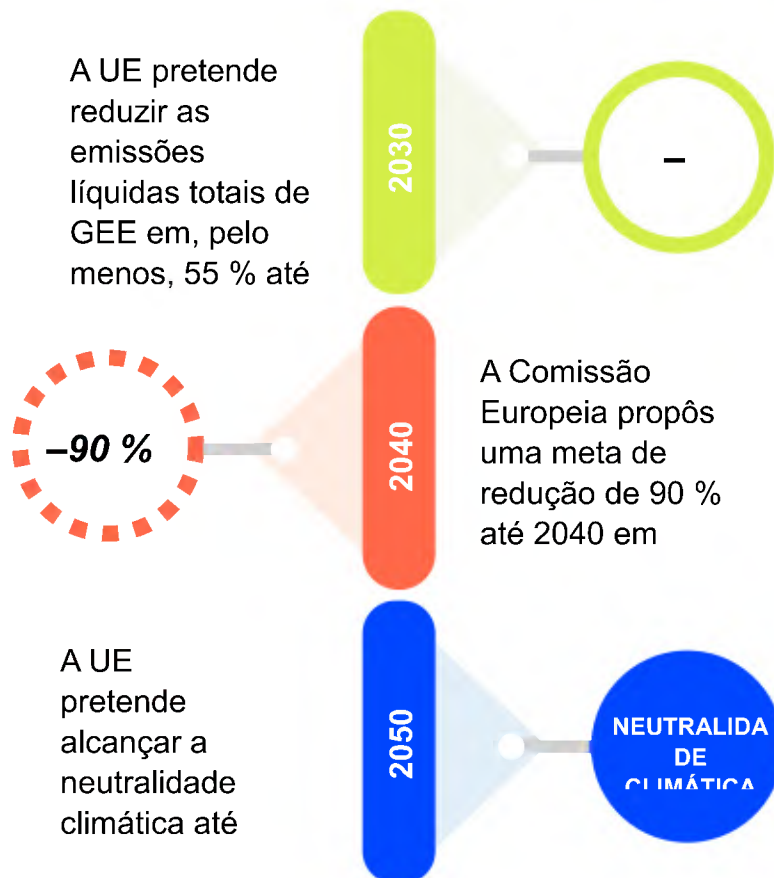 A UE pretende
reduzir as
emissões
líquidas totais de
GEE em, pelo
menos, 55 % até
2030
–
–90 %
2040
A Comissão
Europeia propôs
uma meta de
redução de 90 %
até 2040 em
A UE
pretende
alcançar a
neutralidade
climática até
2050
NEUTRALIDA
DE
CLIMÁTICA